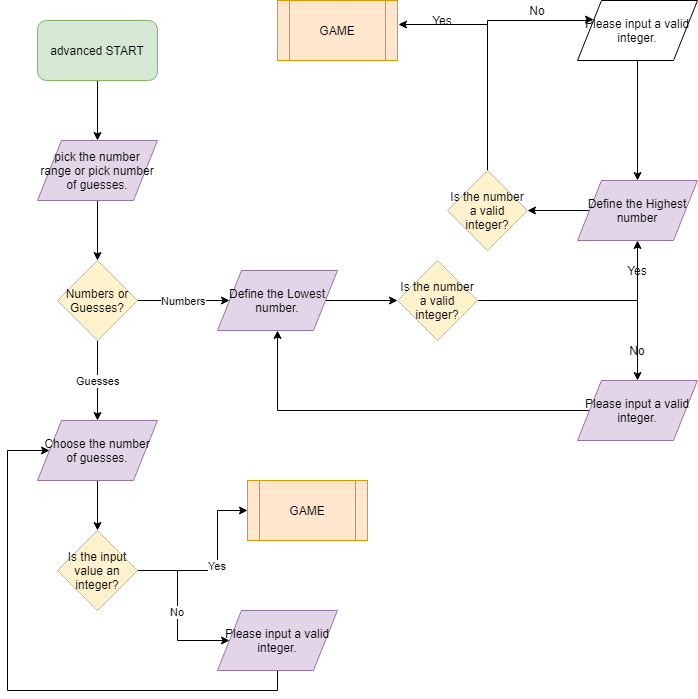 GAME
Yes
No
Please input a valid
integer.
advanced START
pick the number
range or pick number
of guesses.
Is the number
a valid
integer?
Define the Highest
number
Numbers or
Guesses?
Numbers
Define the Lowest
number.
Is the number
a valid
integer?
Yes
No
Guesses
Please input a valid
integer.
Choose the number
of guesses.
GAME
Is the input
value an
integer?
Yes
No
Please input a valid
integer.